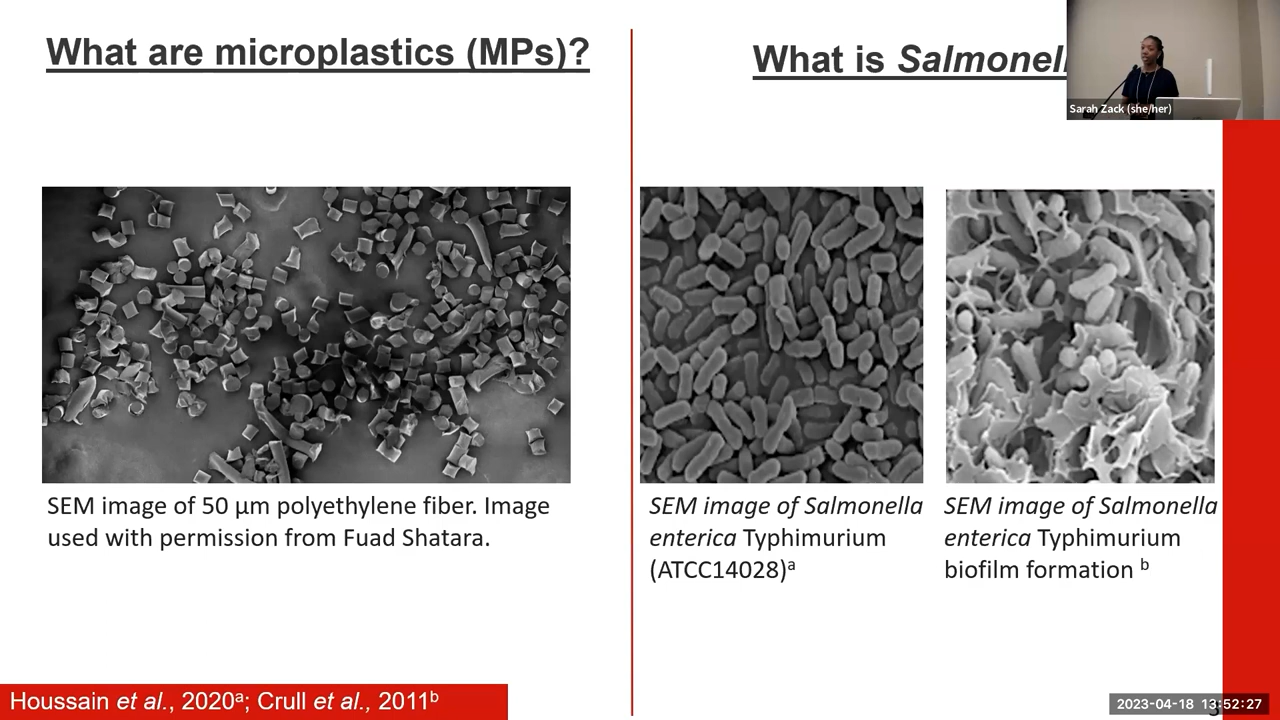 What are microplastics (MPs)?
What is Salmonell
Sarah Zack (she/her)
SEM image of 50 µm polyethylene fiber. Image
used with permission from Fuad Shatara.
SEM image of Salmonella
enterica Typhimurium
(ATCC14028)ᵃ
SEM image of Salmonella
enterica Typhimurium
biofilm formation ᵇ
Houssain et al., 2020ᵃ; Crull et al., 2011ᵇ
2023-04-18 13:52:27